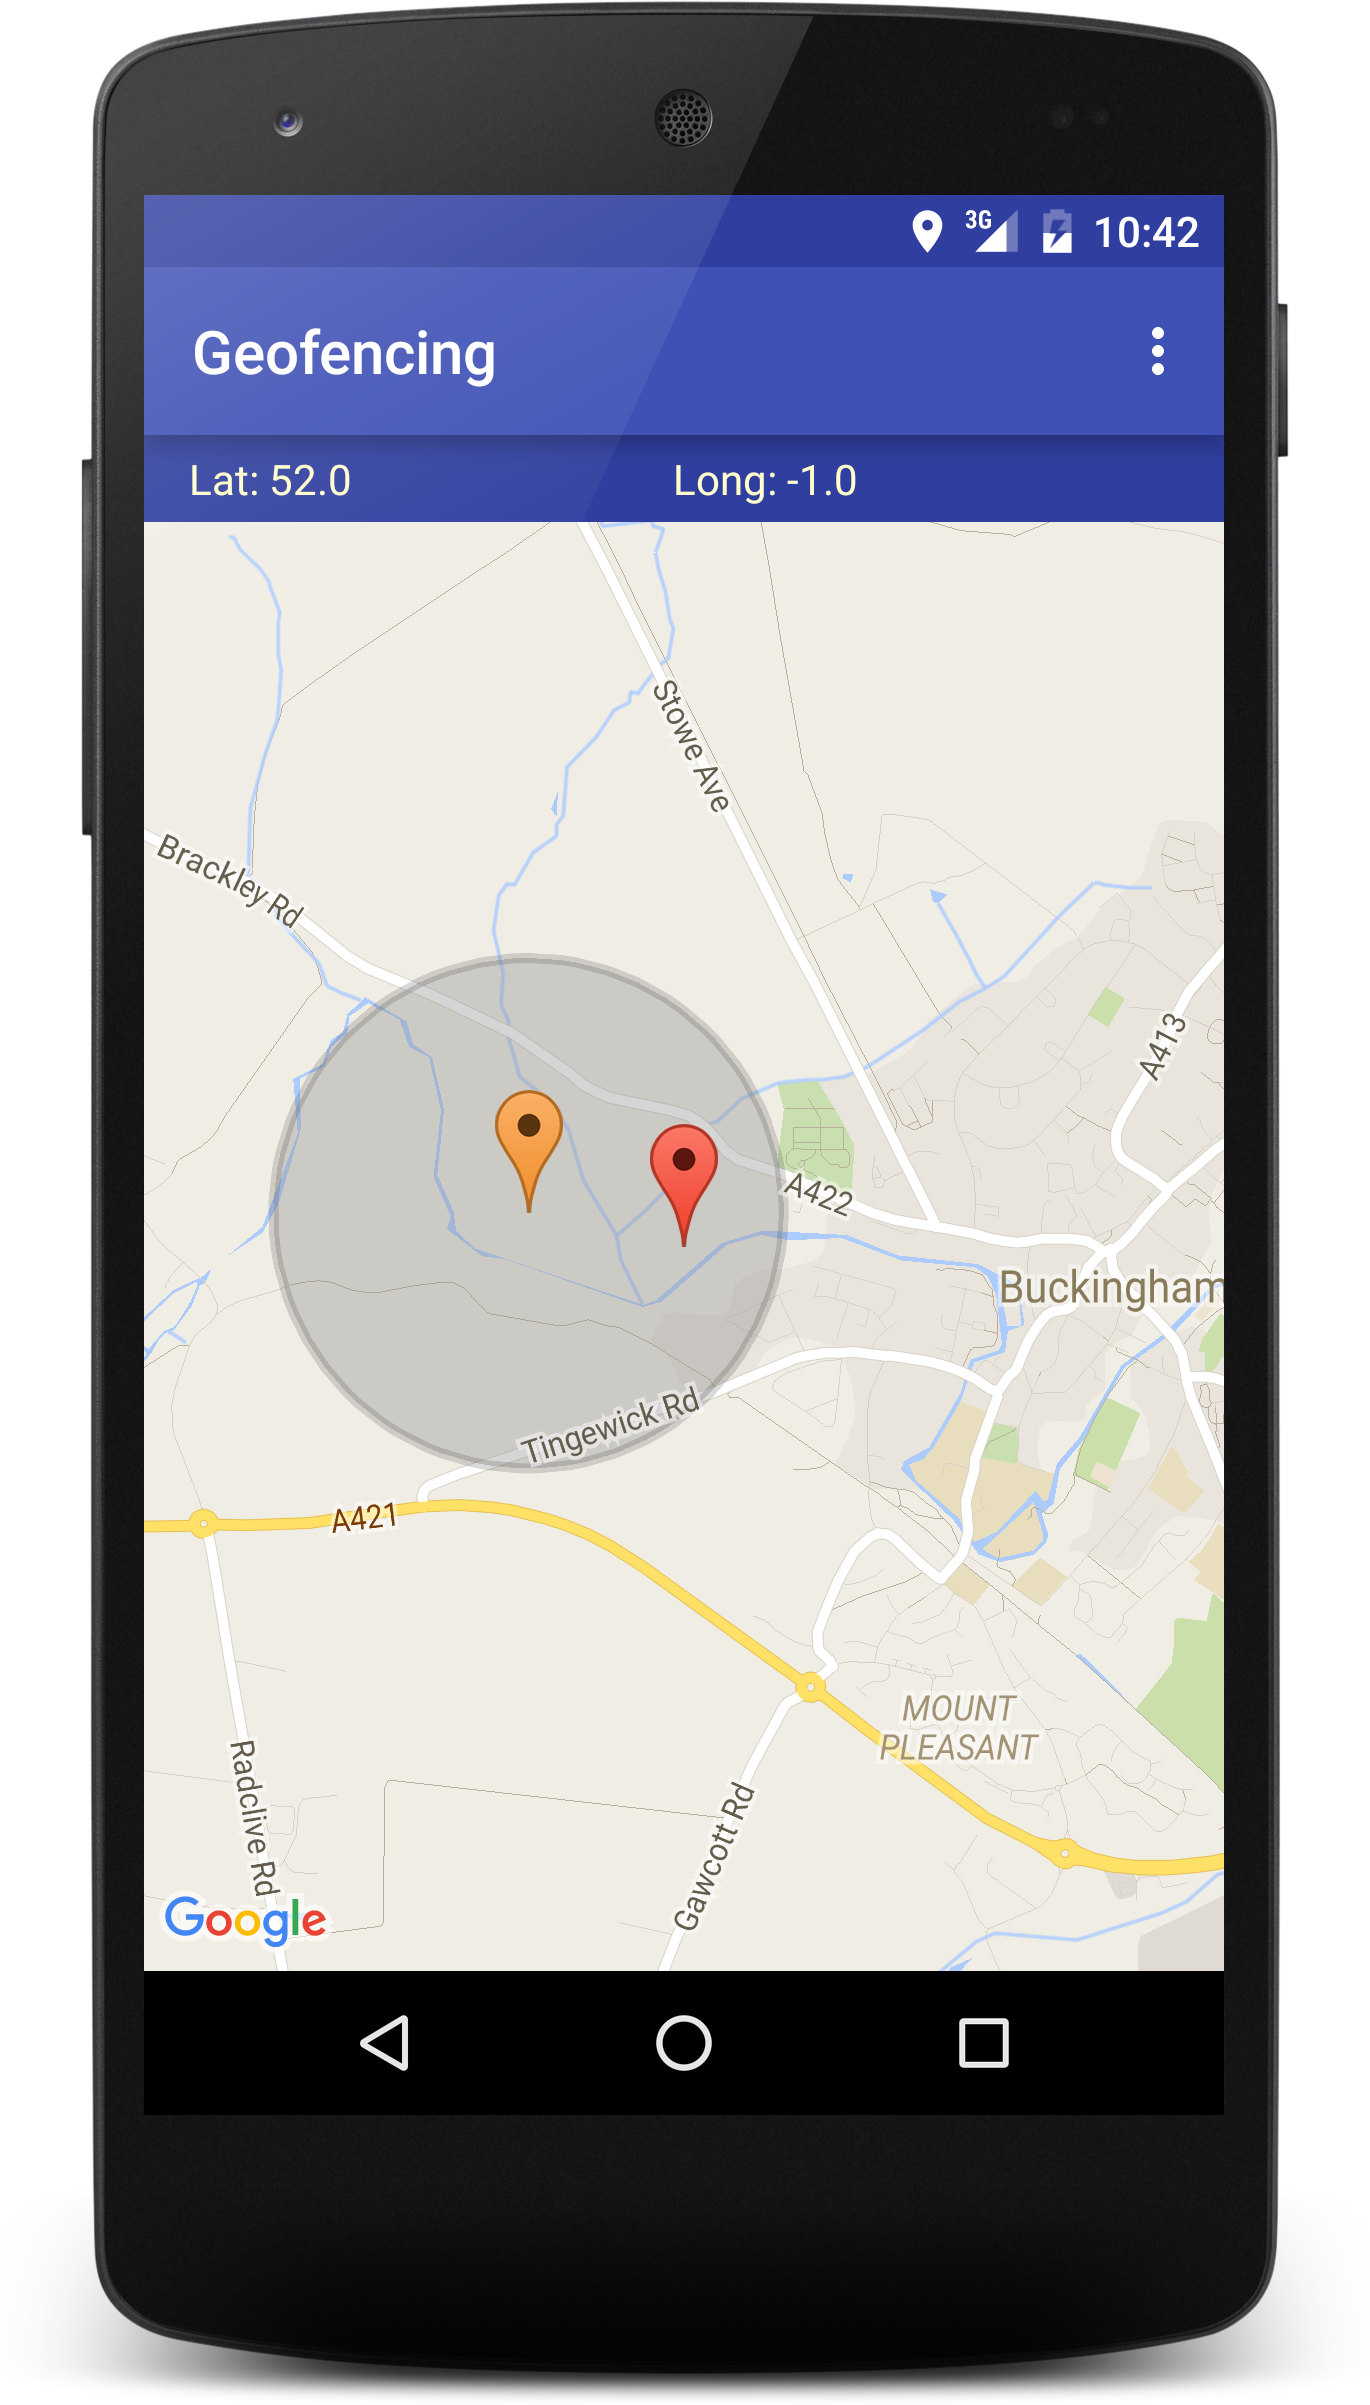 3G 10:42
Geofencing
Lat: 52.0 Long: -1.0
Stowe Ave
Brackley Rd
A413
A422
Buckingham
Tingewick Rd
A421
MOUNT
PLEASANT
Radclive Rd
Gawcott Rd
Google